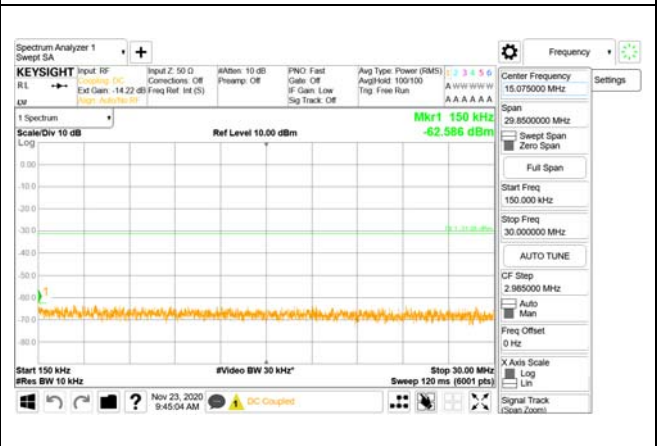 Spectrum Analyzer 1
Swept SA
Frequency
KEYSIGHT
RL
Input: RF
Coupling: DC
Ext Gain: -14.22 dB
Align: Auto/No RF
Input Z: 50 Ω
Corrections: Off
Freq Ref: Int (S)
#Atten: 10 dB
Preamp: Off
PNO: Fast
Gate: Off
IF Gain: Low
Sig Track: Off
Avg Type: Power (RMS)
Avg|Hold: 100/100
Trig: Free Run
1 2 3 4 5 6
A W W W W W
A A A A A A
Center Frequency
15.075000 MHz
Settings
1 Spectrum
Scale/Div 10 dB
Ref Level 10.00 dBm
Mkr1 150 kHz
-62.586 dBm
Log
0.00
-10.0
-20.0
-30.0
-40.0
-50.0
-60.0
-70.0
-80.0
1
Start 150 kHz
#Res BW 10 kHz
#Video BW 30 kHz*
Stop 30.00 MHz
Sweep 120 ms (6001 pts)
Span
29.8500000 MHz
Swept Span
Zero Span
Full Span
Start Freq
150.000 kHz
Stop Freq
30.000000 MHz
AUTO TUNE
CF Step
2.985000 MHz
Auto
Man
Freq Offset
0 Hz
X Axis Scale
Log
Lin
Signal Track
(Span Zoom)
?
Nov 23, 2020
9:45:04 AM
DC Coupled